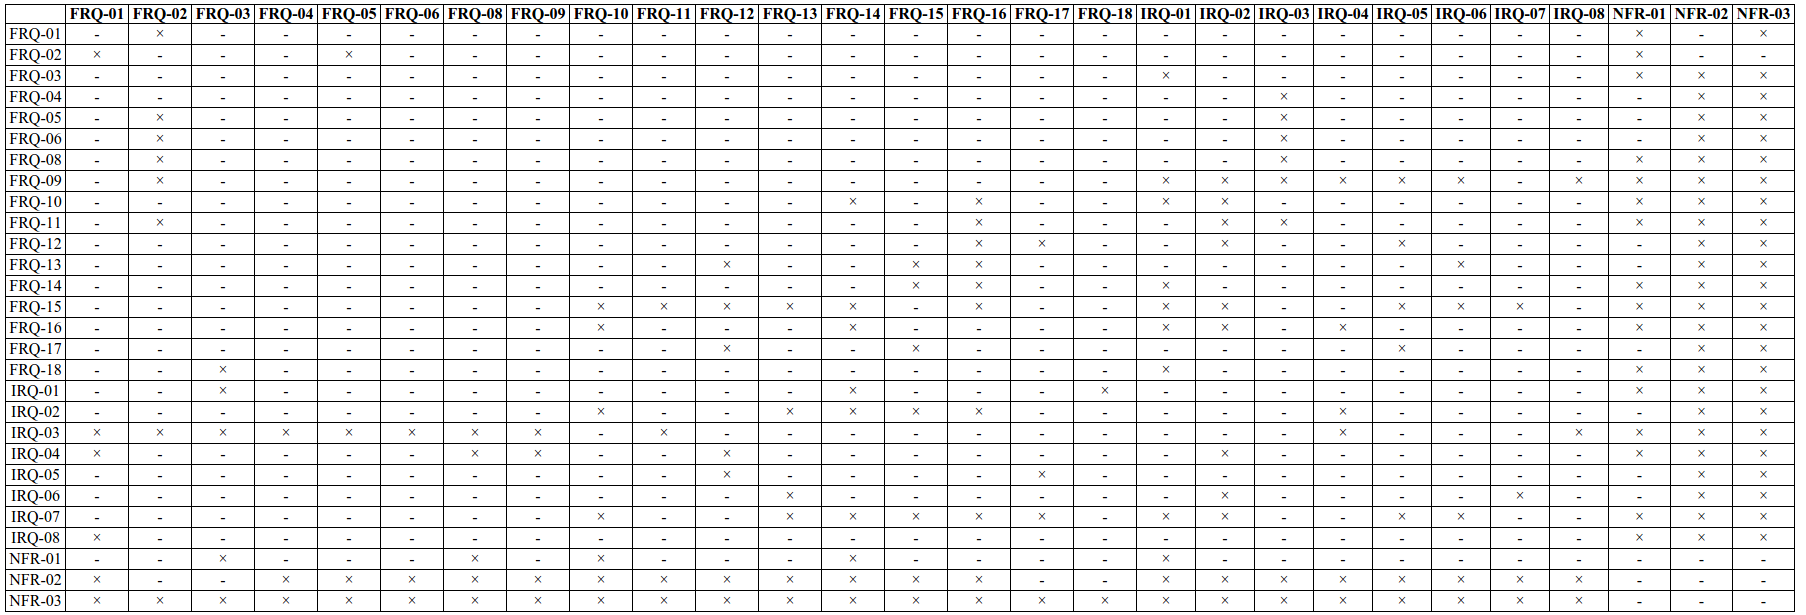 FRQ-01 FRQ-02 FRQ-03 FRQ-04 FRQ-05 FRQ-06 FRQ-08 FRQ-09 FRQ-10 FRQ-11 FRQ-12 FRQ-13 FRQ-14 FRQ-15 FRQ-16 FRQ-17 FRQ-18 IRQ-01 IRQ-02 IRQ-03 IRQ-04 IRQ-05 IRQ-06 IRQ-07 IRQ-08 NFR-01 NFR-02 NFR-03
FRQ-01 - × - - - - - - - - - - - - - - - - - - - - - - - × - ×
FRQ-02 × - - - × - - - - - - - - - - - - - - - - - - - - × - -
FRQ-03 - - - - - - - - - - - - - - - - - × - - - - - - - × × ×
FRQ-04 - - - - - - - - - - - - - - - - - - - × - - - - - - × ×
FRQ-05 - × - - - - - - - - - - - - - - - - - × - - - - - - × ×
FRQ-06 - × - - - - - - - - - - - - - - - - - × - - - - - - × ×
FRQ-08 - × - - - - - - - - - - - - - - - - - × - - - - - × × ×
FRQ-09 - × - - - - - - - - - - - - - - - × × × × × × - × × × ×
FRQ-10 - - - - - - - - - - - - × - × - - × × - - - - - - × × ×
FRQ-11 - × - - - - - - - - - - - - × - - - × × - - - - - × × ×
FRQ-12 - - - - - - - - - - - - - - × × - - × - - × - - - - × ×
FRQ-13 - - - - - - - - - - × - - × × - - - - - - - × - - - × ×
FRQ-14 - - - - - - - - - - - - - × × - - × - - - - - - - × × ×
FRQ-15 - - - - - - - - × × × × × - × - - × × - - × × × - × × ×
FRQ-16 - - - - - - - - × - - - × - - - - × × - × - - - - × × ×
FRQ-17 - - - - - - - - - - × - - × - - - - - - - × - - - - × ×
FRQ-18 - - × - - - - - - - - - - - - - - × - - - - - - - × × ×
IRQ-01 - - × - - - - - - - - - × - - - × - - - - - - - - × × ×
IRQ-02 - - - - - - - - × - - × × × × - - - - - × - - - - - × ×
IRQ-03 × × × × × × × × - × - - - - - - - - - - × - - - × × × ×
IRQ-04 × - - - - - × × - - × - - - - - - - × - - - - - - × × ×
IRQ-05 - - - - - - - - - - × - - - - × - - - - - - - - - - × ×
IRQ-06 - - - - - - - - - - - × - - - - - - × - - - - × - - × ×
IRQ-07 - - - - - - - - × - - × × × × × - × × - - × × - - × × ×
IRQ-08 × - - - - - - - - - - - - - - - - - - - - - - - - × × ×
NFR-01 - - × - - - × - × - - - × - - - - × - - - - - - - - - -
NFR-02 × - - × × × × × × × × × × × × - - × × × × × × × × - - -
NFR-03 × × × × × × × × × × × × × × × × × × × × × × × × × - - -